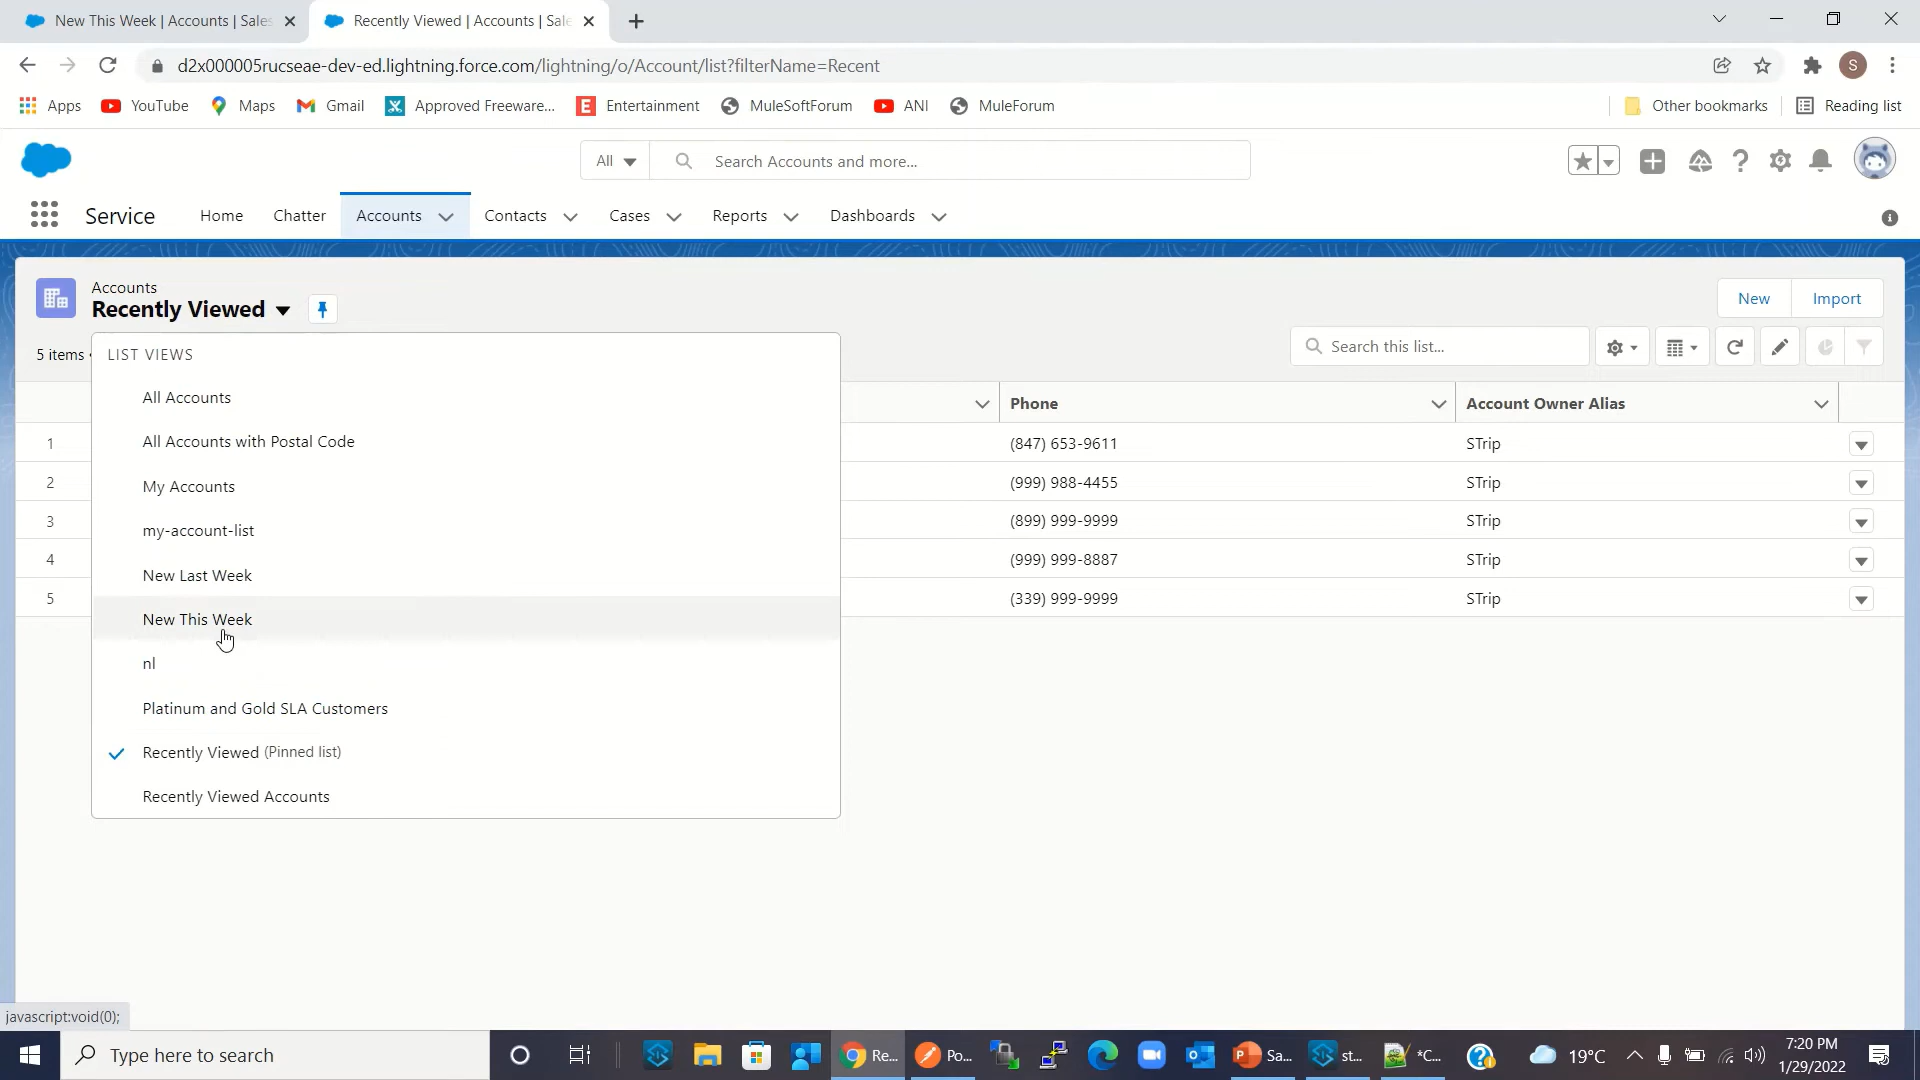 New This Week | Accounts | Sales
Recently Viewed | Accounts | Sale
d2x000005rucseae-dev-ed.lightning.force.com/lightning/o/Account/list?filterName=Recent
S
Apps
YouTube
Maps
Gmail
Approved Freeware...
Entertainment
MuleSoftForum
ANI
MuleForum
Other bookmarks
Reading list
All
Search Accounts and more...
Service
Home
Chatter
Accounts
Contacts
Cases
Reports
Dashboards
Accounts
Recently Viewed
New
Import
5 items •
Search this list...
LIST VIEWS
All Accounts
All Accounts with Postal Code
My Accounts
my-account-list
New Last Week
New This Week
nl
Platinum and Gold SLA Customers
Recently Viewed (Pinned list)
Recently Viewed Accounts
Phone
Account Owner Alias
1 (847) 653-9611 STrip
2 (999) 988-4455 STrip
3 (899) 999-9999 STrip
4 (999) 999-8887 STrip
5 (339) 999-9999 STrip
javascript:void(0);
Type here to search
Re...
Po...
Sa...
st...
*C...
19°C
7:20 PM
1/29/2022